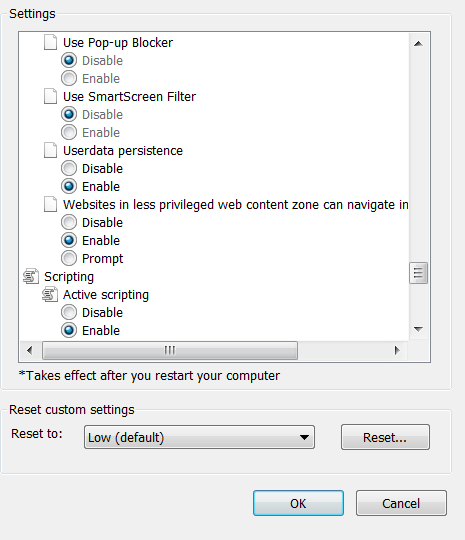 Settings
Use Pop-up Blocker
Disable
Enable
Use SmartScreen Filter
Disable
Enable
Userdata persistence
Disable
Enable
Websites in less privileged web content zone can navigate in
Disable
Enable
Prompt
Scripting
Active scripting
Disable
Enable
*Takes effect after you restart your computer
Reset custom settings
Reset to: Low (default) Reset...
OK Cancel